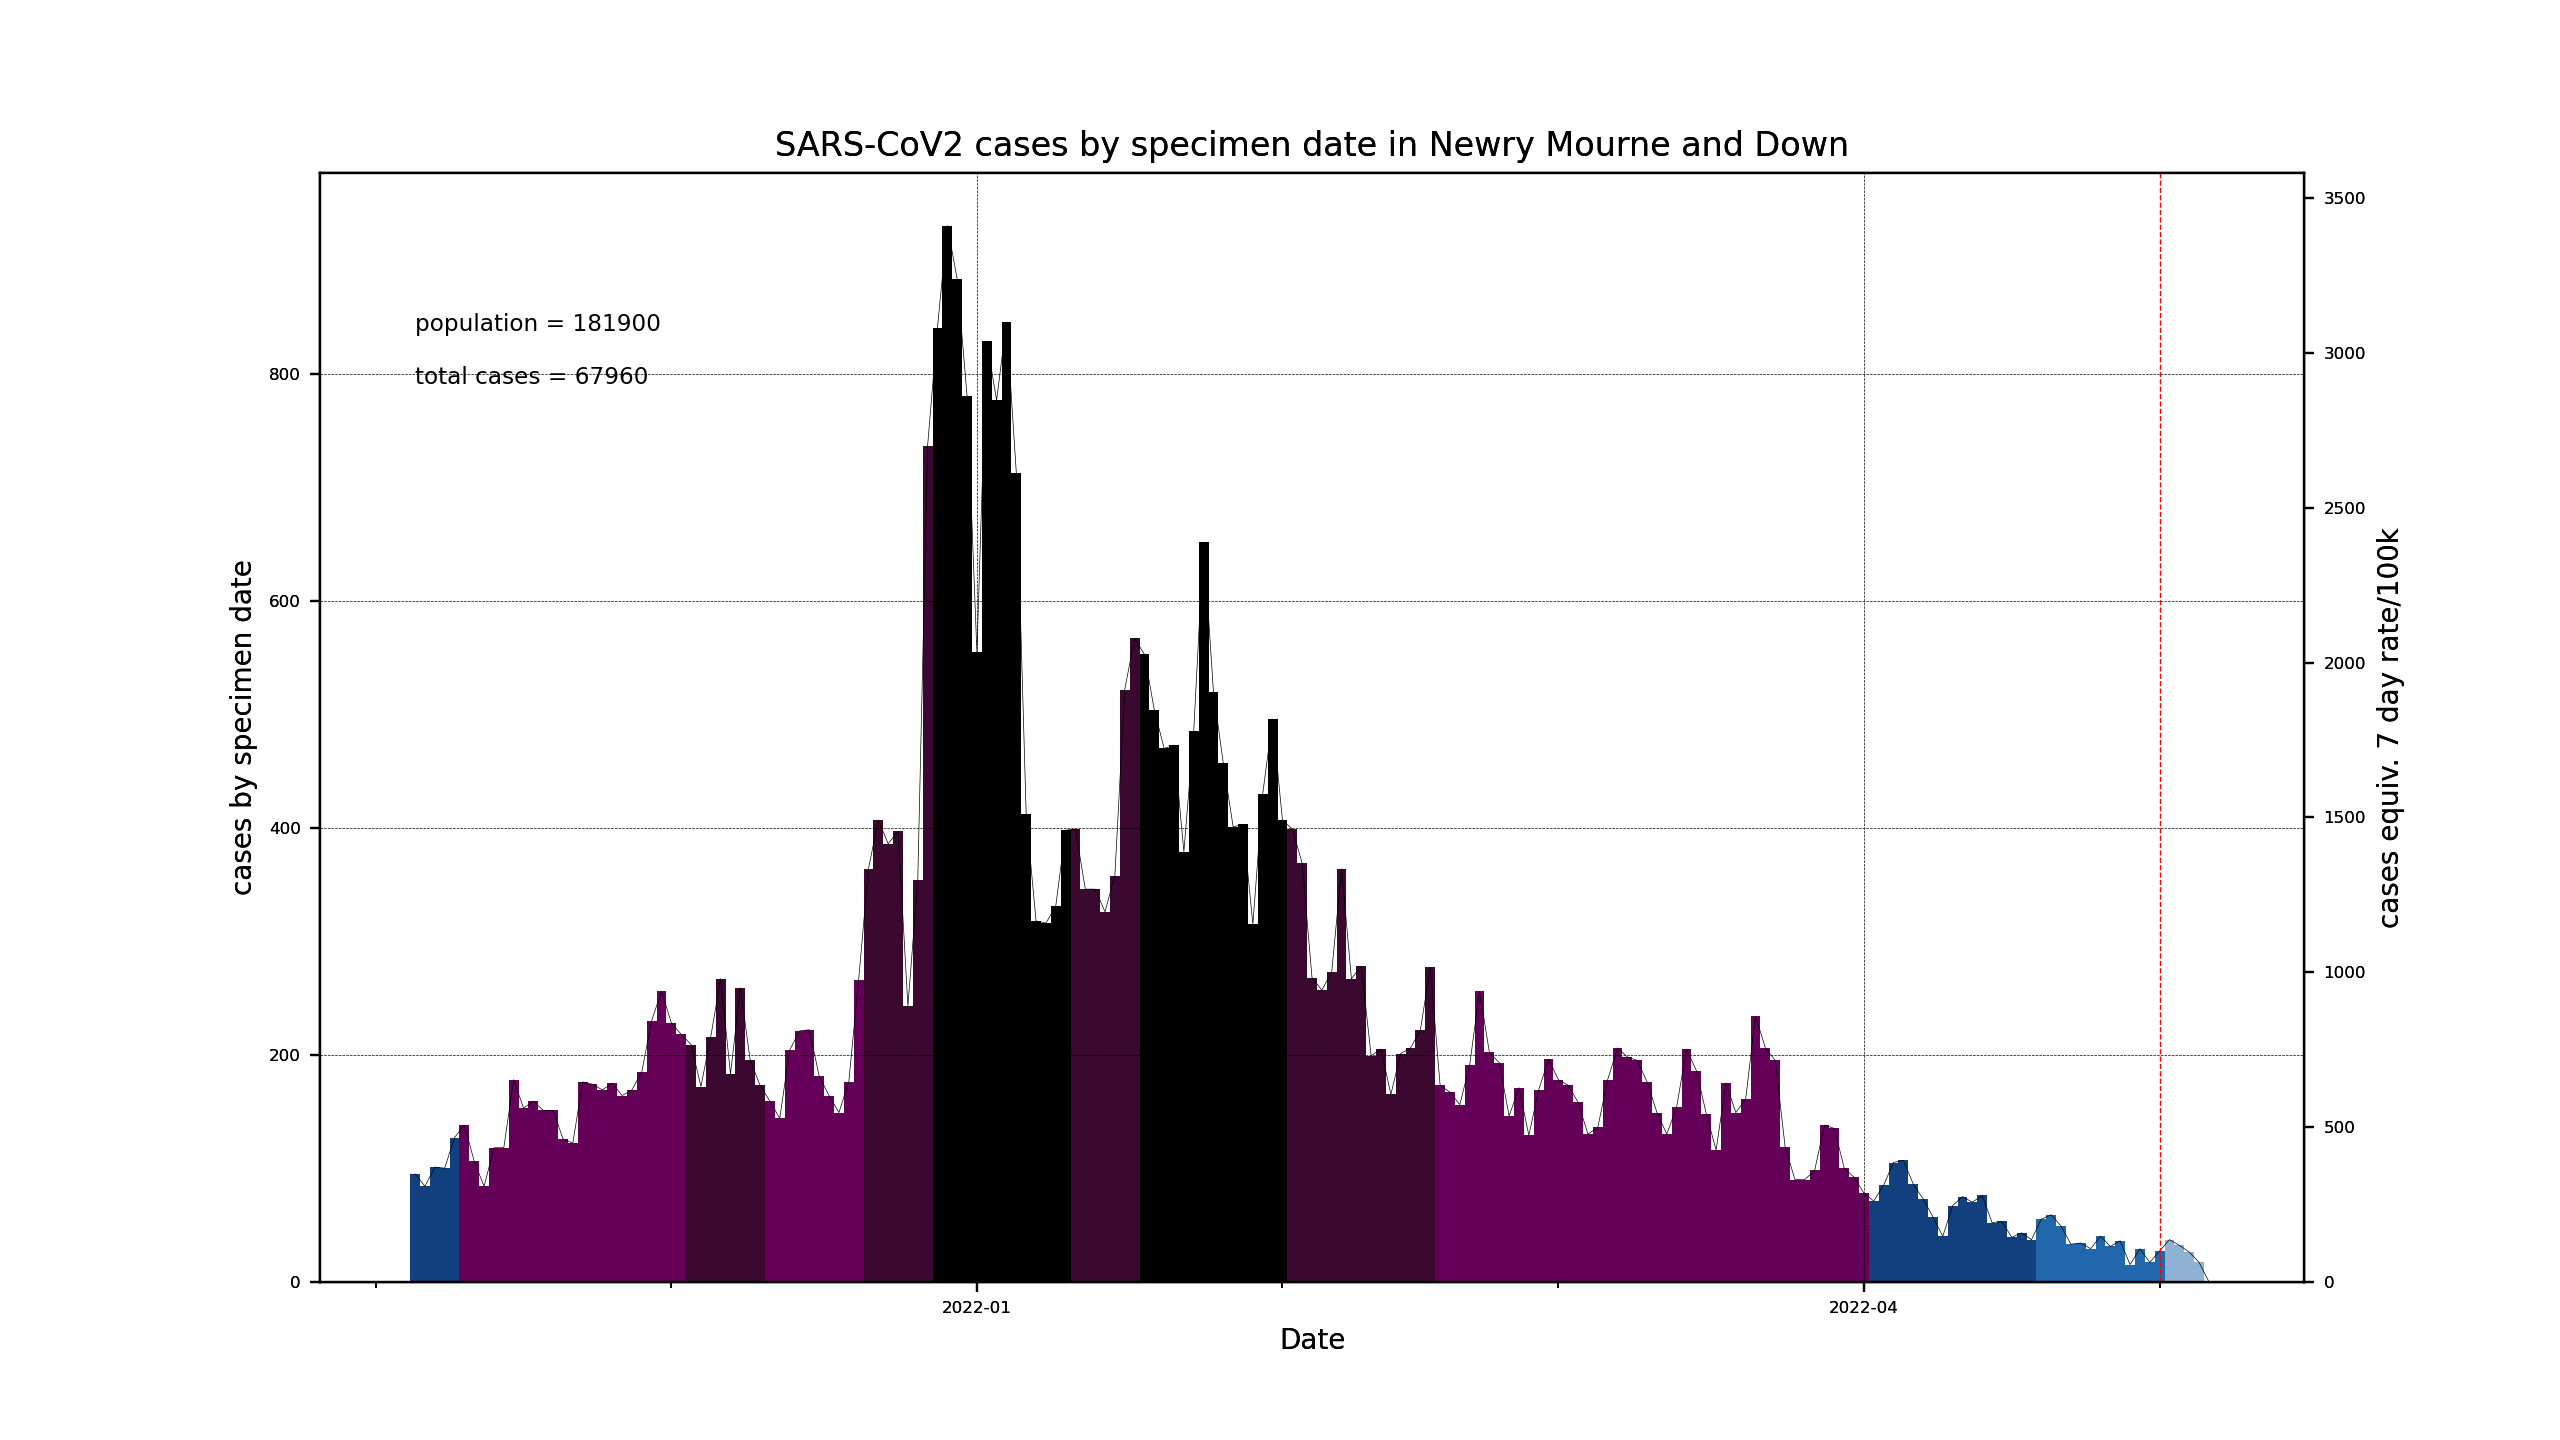 SARS-CoV2 cases by specimen date in Newry Mourne and Down
population = 181900
total cases = 67960
cases by specimen date
800
600
400
200
0
3500
3000
2500
2000
1500
1000
500
0
cases equiv. 7 day rate/100k
2022-01
2022-04
Date